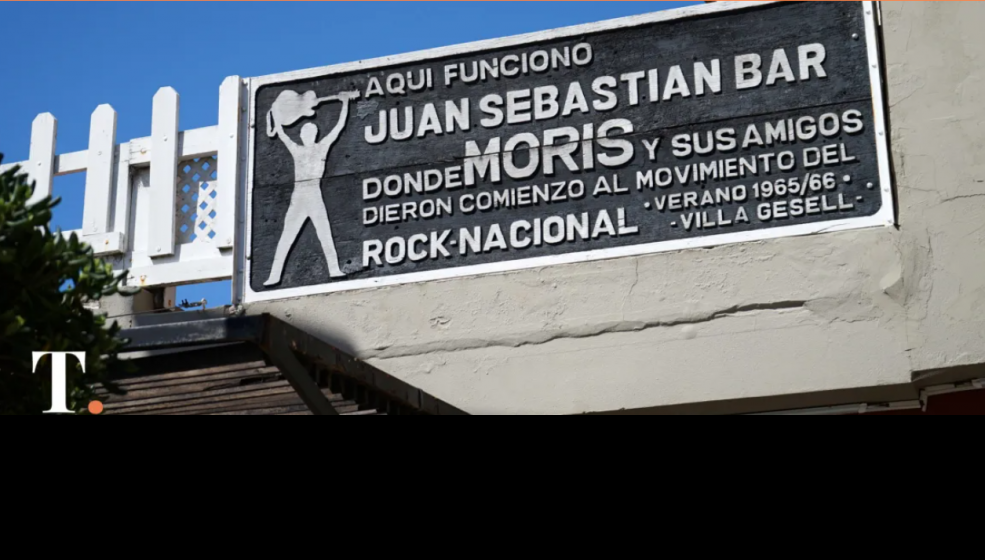 AQUI FUNCIONO
JUAN SEBASTIAN BAR
DONDE MORIS Y SUS AMIGOS
DIERON COMIENZO AL MOVIMIENTO DEL
ROCK-NACIONAL • VERANO 1965/66 •
-VILLA GESELL-
T.